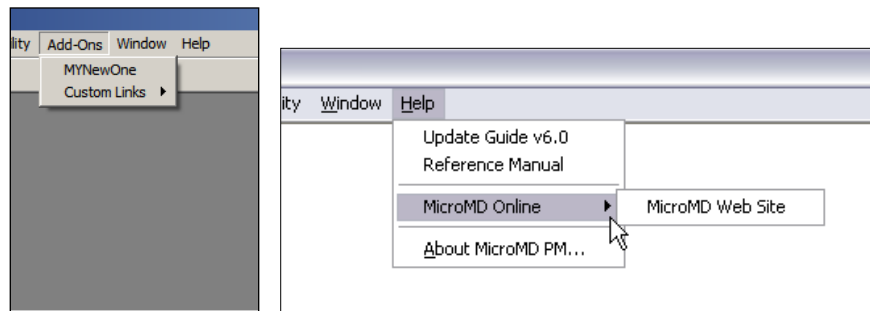 ility Add-Ons Window Help
MYNewOne
Custom Links
ity Window Help
Update Guide v6.0
Reference Manual
MicroMD Online
MicroMD Web Site
About MicroMD PM...